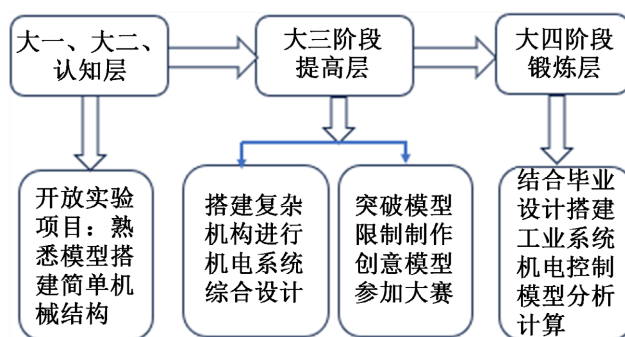 大一、大二、
认知层
大三阶段
提高层
大四阶段
锻炼层
开放实验
项目：熟
悉模型搭
建简单机
械结构
搭建复杂
机构进行
机电系统
综合设计
突破模型
限制制作
创意模型
参加大赛
结合毕业
设计搭建
工业系统
机电控制
模型分析
计算